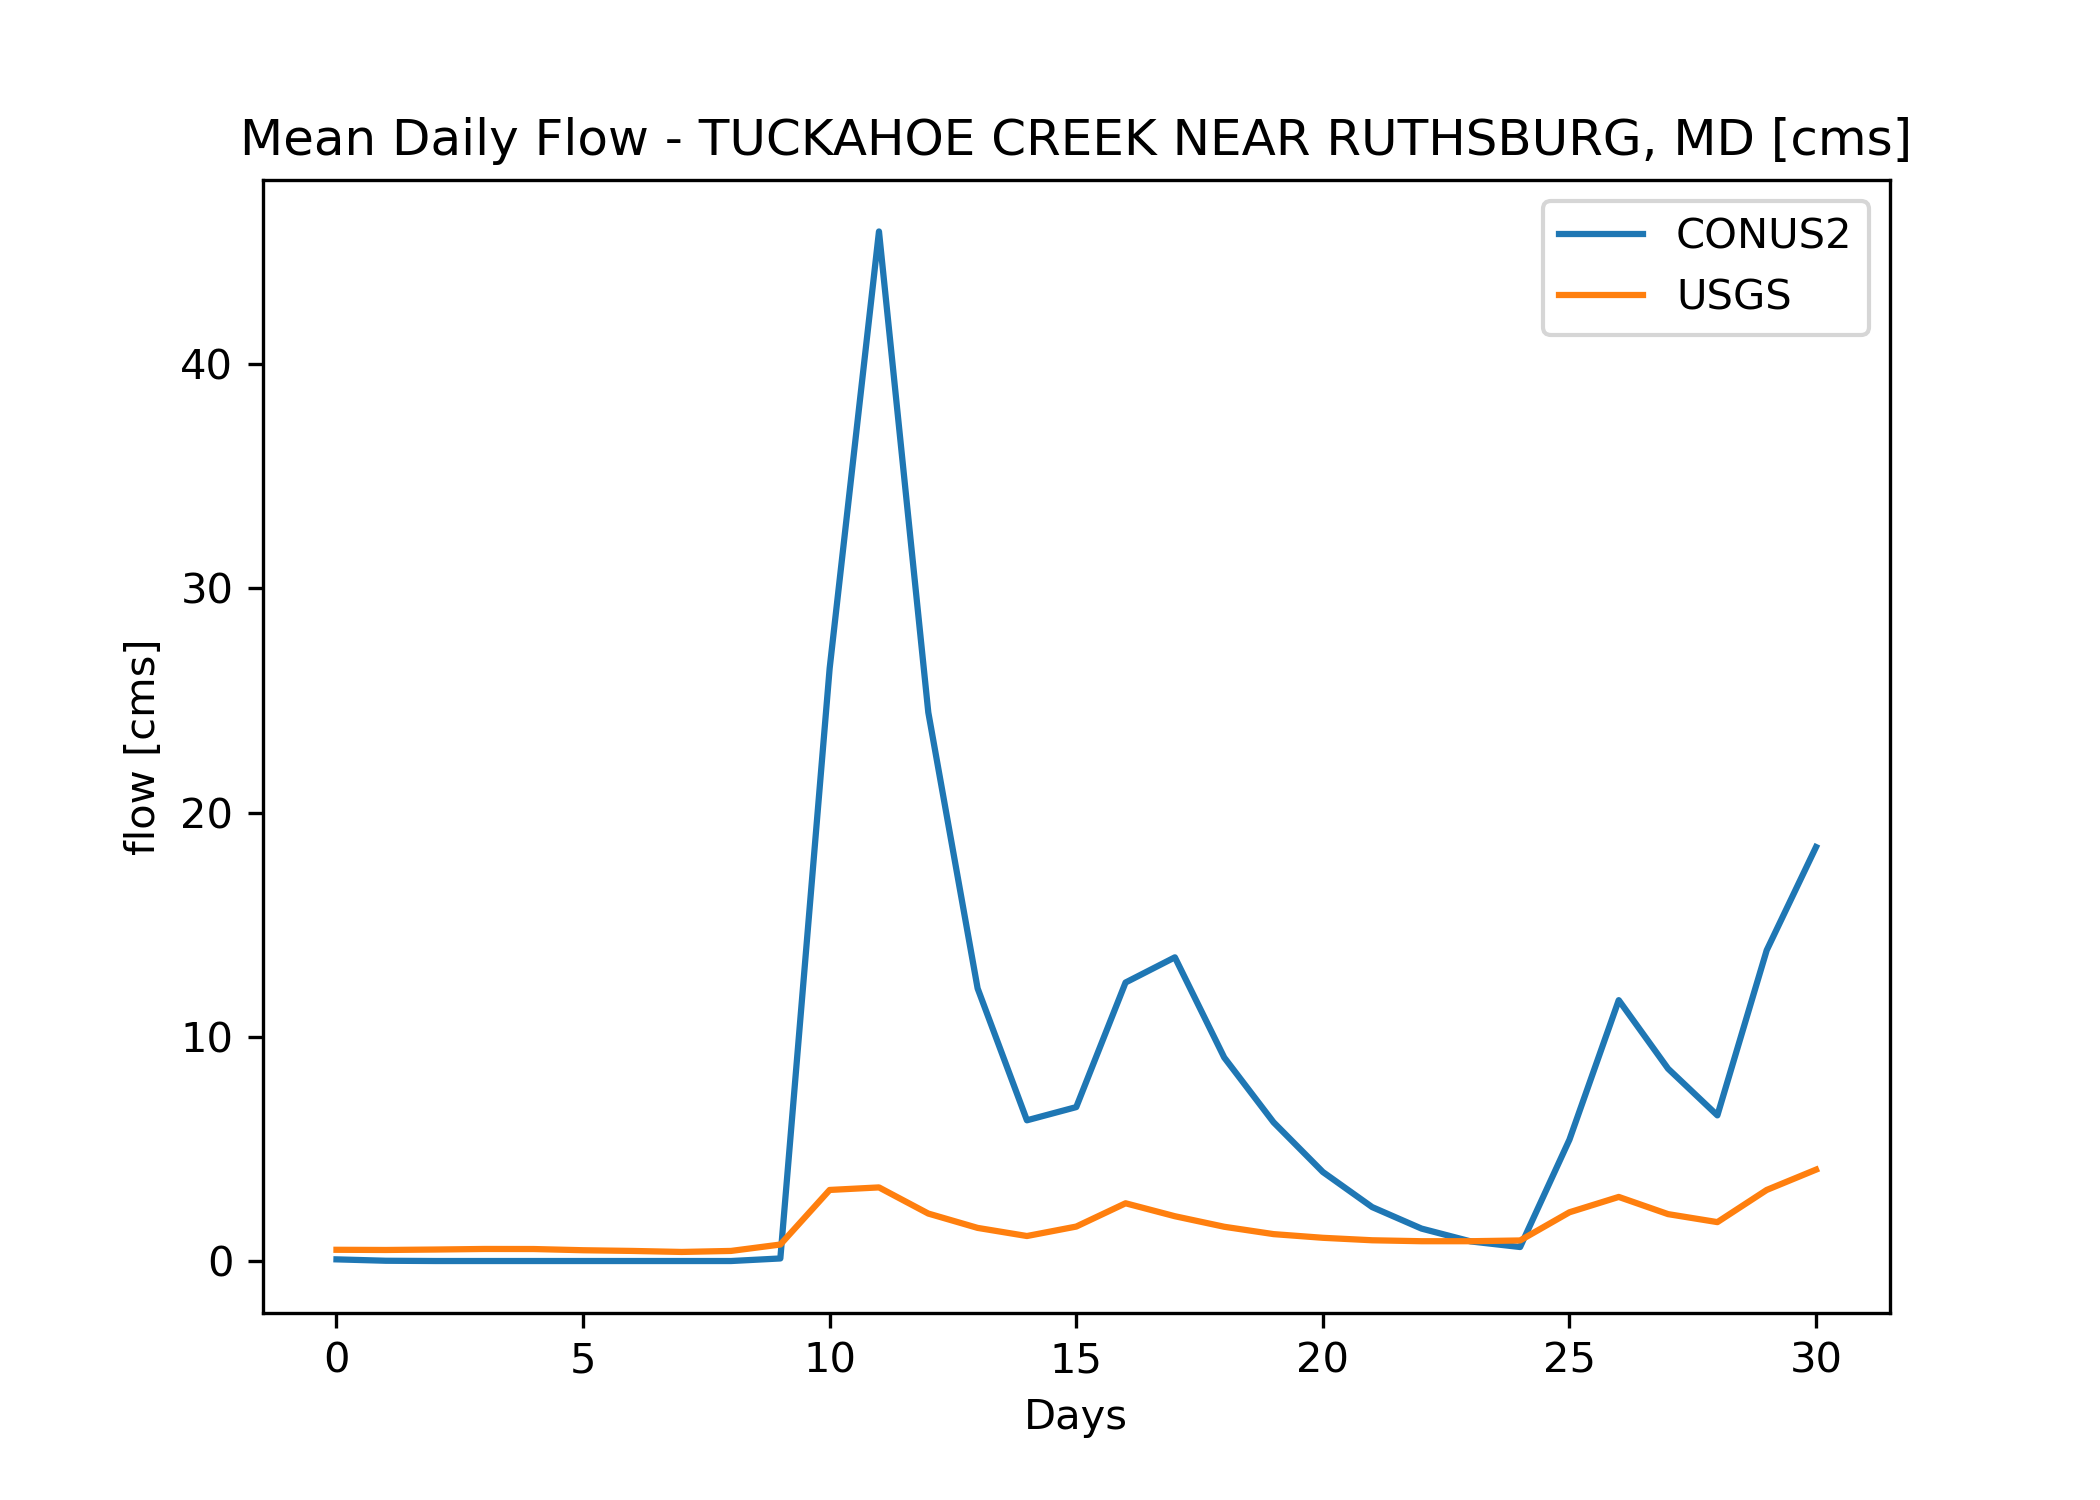 Mean Daily Flow - TUCKAHOE CREEK NEAR RUTHSBURG, MD [cms]
CONUS2
USGS
flow [cms]
40
30
20
10
0
0 5 10 15 20 25 30
Days